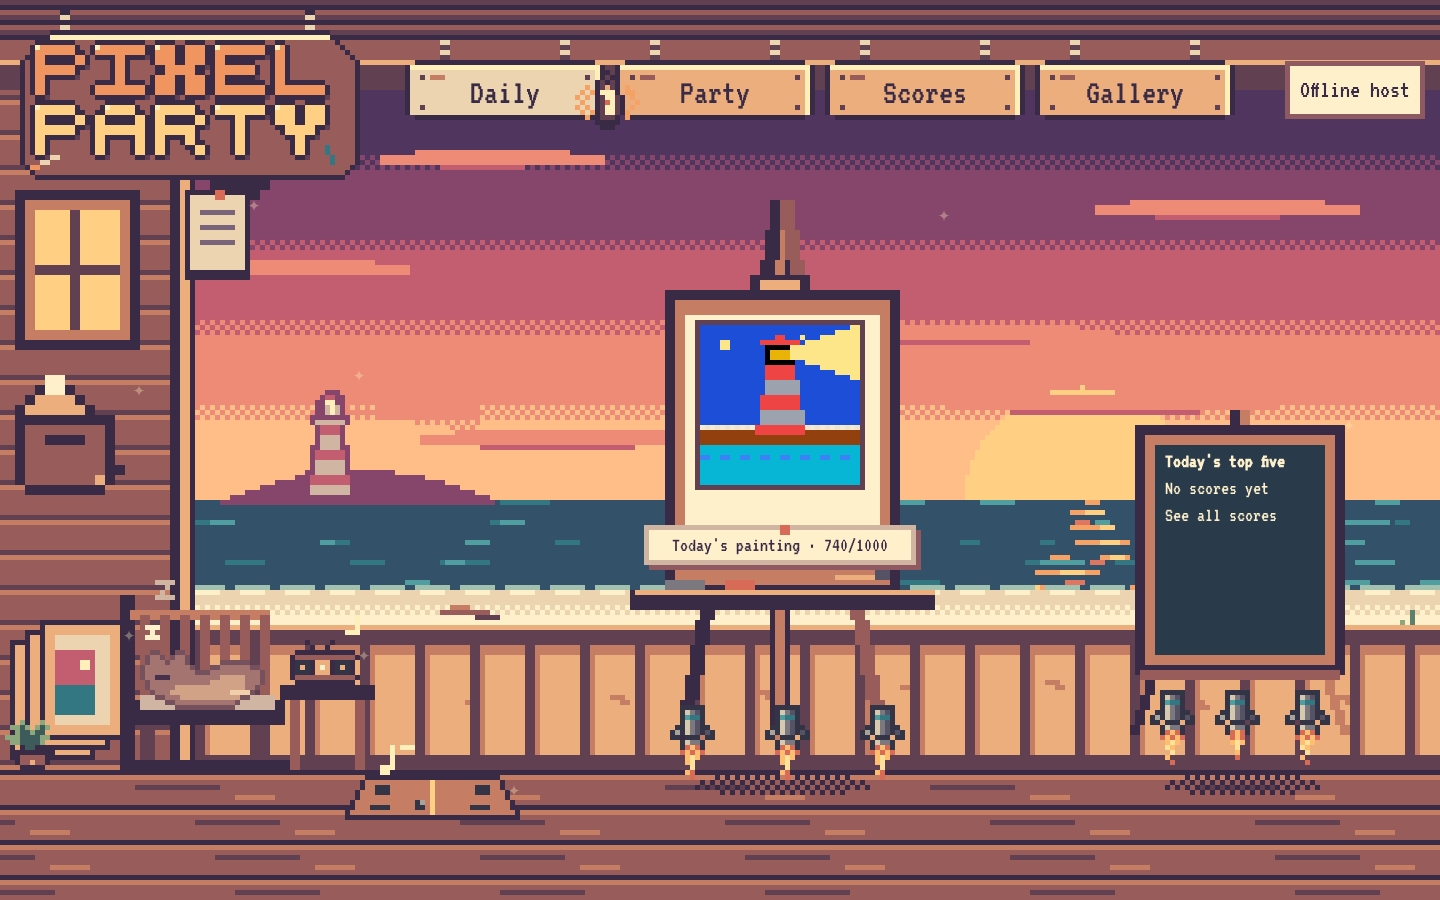 PIXEL
PARTY
Daily
Party
Scores
Gallery
Offline host
Today's painting · 740/1000
Today's top five
No scores yet
See all scores